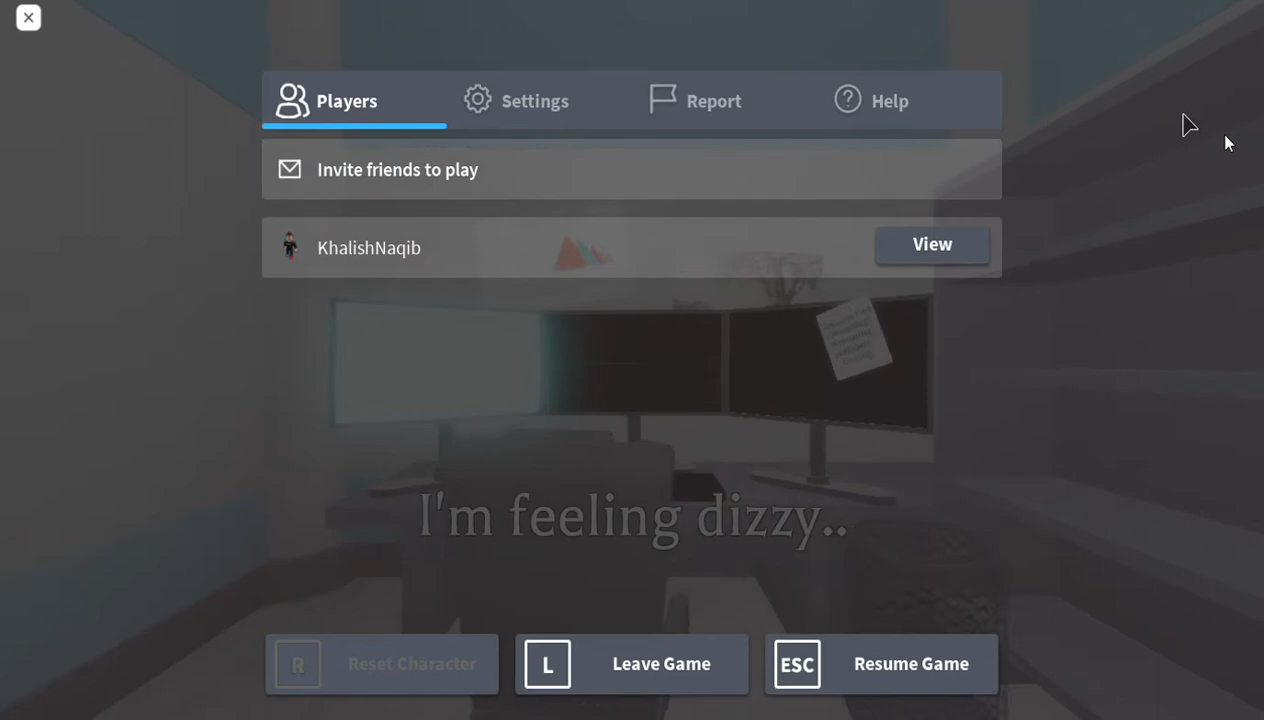 Players
Settings
Report
Help
Invite friends to play
KhalishNaqib
View
I'm feeling dizzy..
R
Reset Character
L
Leave Game
ESC
Resume Game